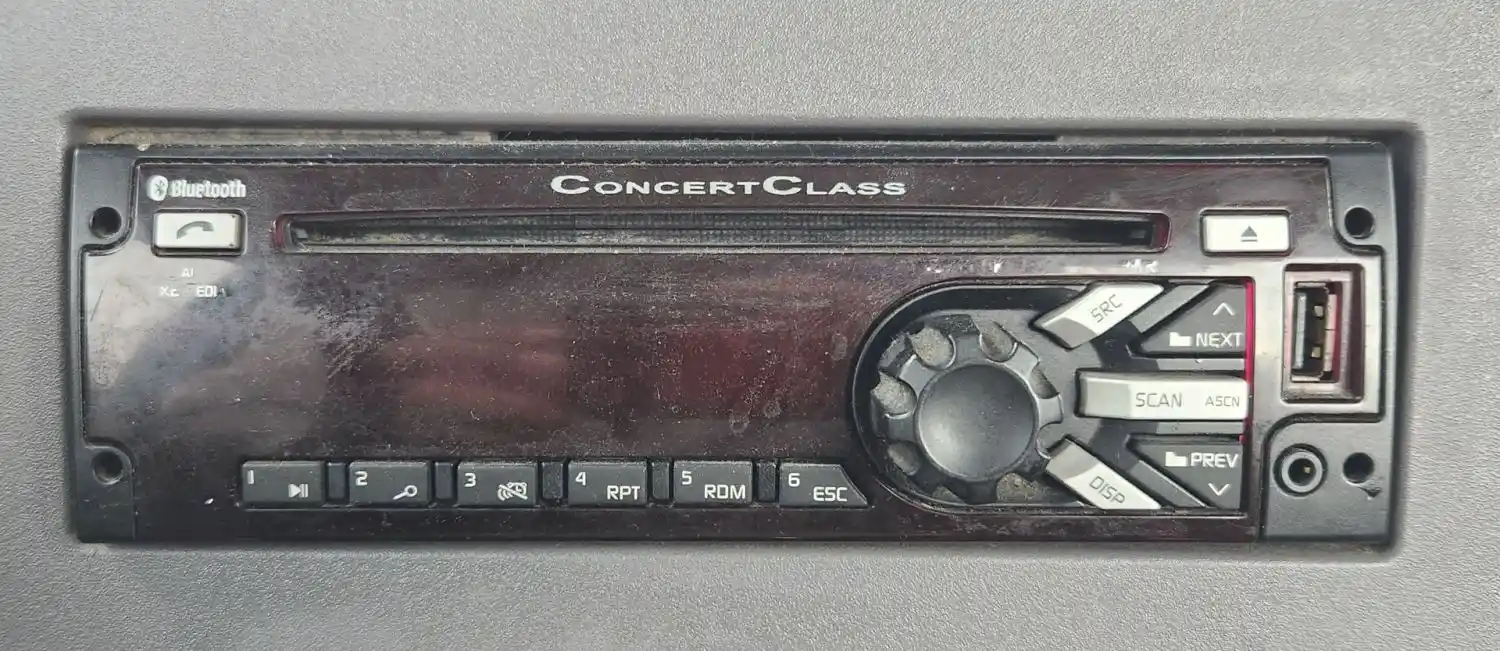 Bluetooth
CONCERTCLASS
SRC
NEXT
SCAN ASCN
PREV
DISP
1
2
3
4 RPT
5 RDM
6 ESC